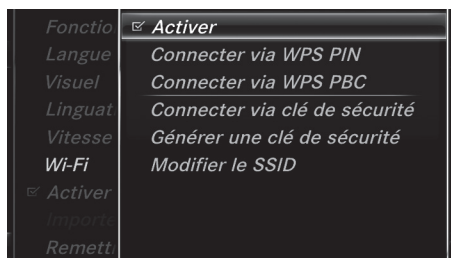 Fonctio
Langue
Visuel
Linguat
Vitesse
Wi-Fi
Activer
Importe
Remett
Activer
Connecter via WPS PIN
Connecter via WPS PBC
Connecter via clé de sécurité
Générer une clé de sécurité
Modifier le SSID